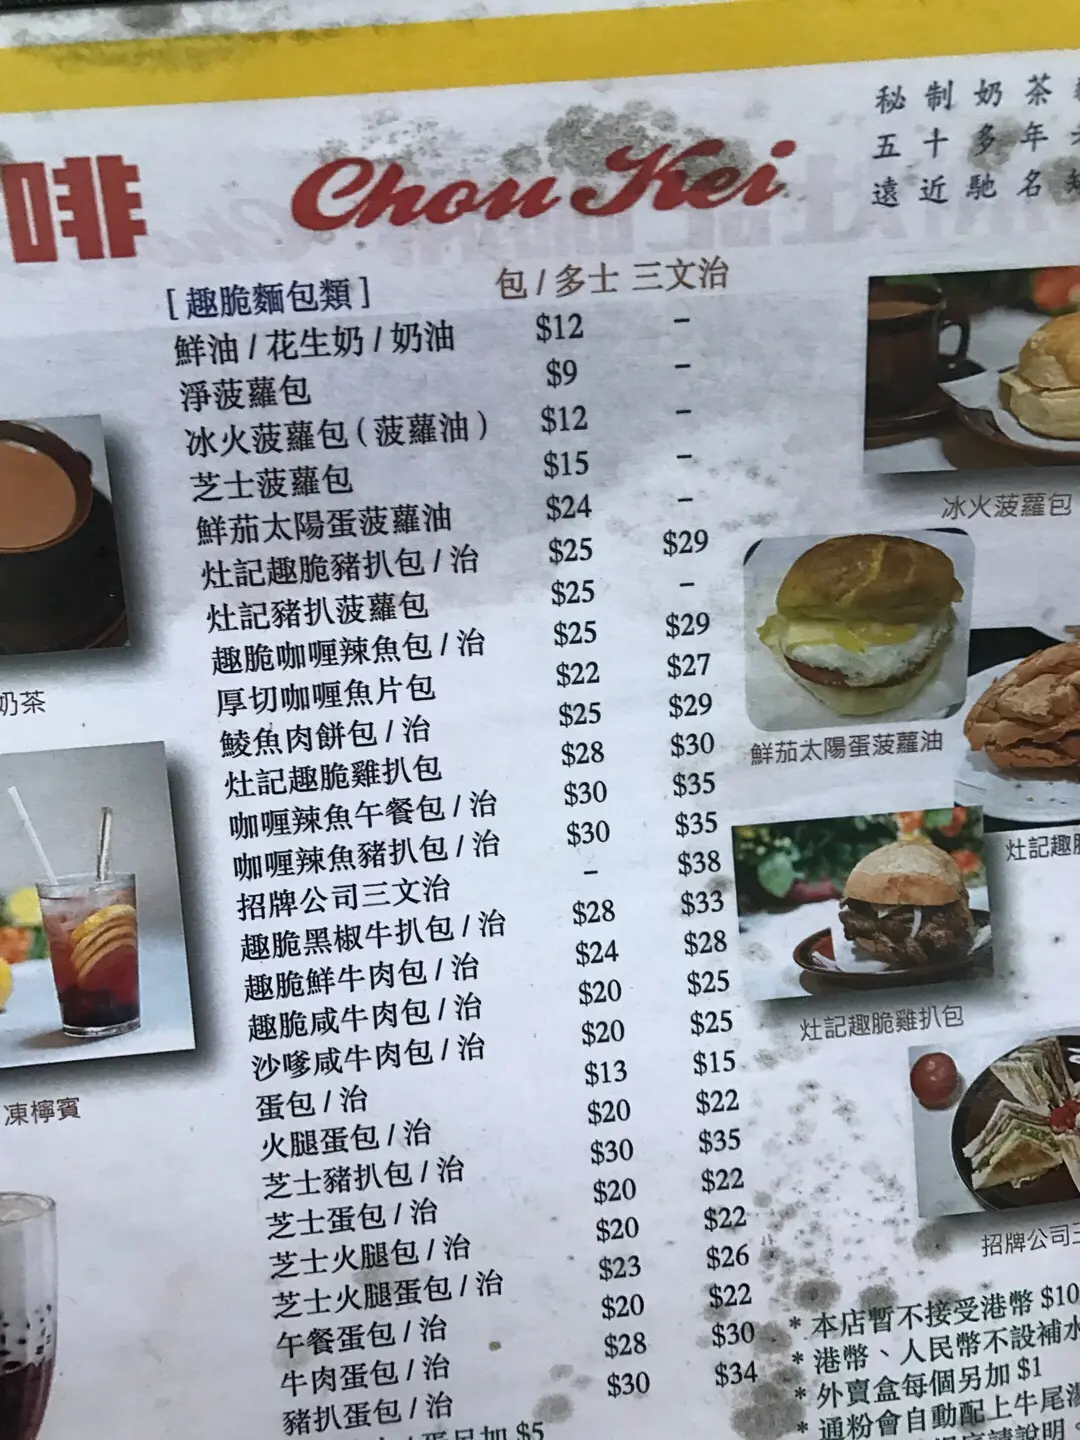 啡
Chou Kei
秘制奶茶
五十多年
遠近馳名
[ 趣脆麵包類 ] 包 / 多士 三文治
鮮油 / 花生奶 / 奶油 $12 –
淨菠蘿包 $9 –
冰火菠蘿包 ( 菠蘿油 ) $12 –
芝士菠蘿包 $15 –
鮮茄太陽蛋菠蘿油 $24 –
灶記趣脆豬扒包 / 治 $25 $29
灶記豬扒菠蘿包 $25 –
趣脆咖喱辣魚包 / 治 $25 $29
厚切咖喱魚片包 $22 $27
鯪魚肉餅包 / 治 $25 $29
灶記趣脆雞扒包 $28 $30
咖喱辣魚午餐包 / 治 $30 $35
咖喱辣魚豬扒包 / 治 $30 $35
招牌公司三文治 – $38
趣脆黑椒牛扒包 / 治 $28 $33
趣脆鮮牛肉包 / 治 $24 $28
趣脆咸牛肉包 / 治 $20 $25
沙嗲咸牛肉包 / 治 $20 $25
蛋包 / 治 $13 $15
火腿蛋包 / 治 $20 $22
芝士豬扒包 / 治 $30 $35
芝士蛋包 / 治 $20 $22
芝士火腿包 / 治 $20 $22
芝士火腿蛋包 / 治 $23 $26
午餐蛋包 / 治 $20 $22
牛肉蛋包 / 治 $28 $30
豬扒蛋包 / 治 $30 $34
蛋另加 $5
奶茶
凍檸賓
冰火菠蘿包
鮮茄太陽蛋菠蘿油
灶記趣
灶記趣脆雞扒包
招牌公司三
* 本店暫不接受港幣 $10
* 港幣、人民幣不設補水
* 外賣盒每個另加 $1
* 通粉會自動配上牛尾湯
請說明。